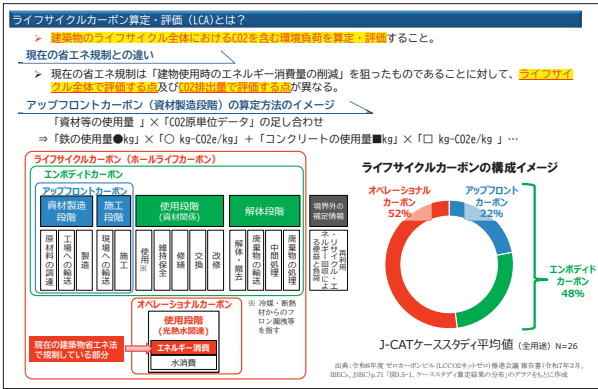 ライフサイクルカーボン算定・評価（LCA）とは？
➢ 建築物のライフサイクル全体におけるCO2を含む環境負荷を算定・評価すること。
現在の省エネ規制との違い
➢ 現在の省エネ規制は「建物使用時のエネルギー消費量の削減」を狙ったものであることに対して、ライフサイ
クル全体で評価する点及びCO2排出量で評価する点が異なる。
アップフロントカーボン（資材製造段階）の算定方法のイメージ
「資材等の使用量 」×「CO2原単位データ」の足し合わせ
⇒「鉄の使用量●kg」×「〇 kg-CO2e/kg」＋「コンクリートの使用量■kg」×「□ kg-CO2e/kg 」…
ライフサイクルカーボン（ホールライフカーボン）
エンボディドカーボン
アップフロントカーボン
資材製造
段階
施工
段階
使用段階
（資材関係）
解体段階
境界外の
補足情報
原材料の調達
工場への輸送
製造
現場への輸送
施工
使用※
維持保全
修繕
交換
改修
解体・撤去
廃棄物の輸送
中間処理
廃棄物の処理
再利用
・リサイクル・エ
ネルギー回収によ
る便益と負荷
オペレーショナルカーボン
使用段階
（光熱水関連）
エネルギー消費
水消費
現在の建築物省エネ法
で規制している部分
※ 冷媒・断熱
材からのフ
ロン漏洩等
を指す
ライフサイクルカーボンの構成イメージ
オペレーショナル
カーボン
52%
アップフロント
カーボン
22%
エンボディド
カーボン
48%
J-CATケーススタディ平均値（全用途）N=26
出典：令和6年度 ゼロカーボンビル（LCCO2ネットゼロ）推進会議 報告書（令和7年3月、
IBECs、JSBC）p.71「図3.5-1. ケーススタディ算定結果の分布」のグラフをもとに作成